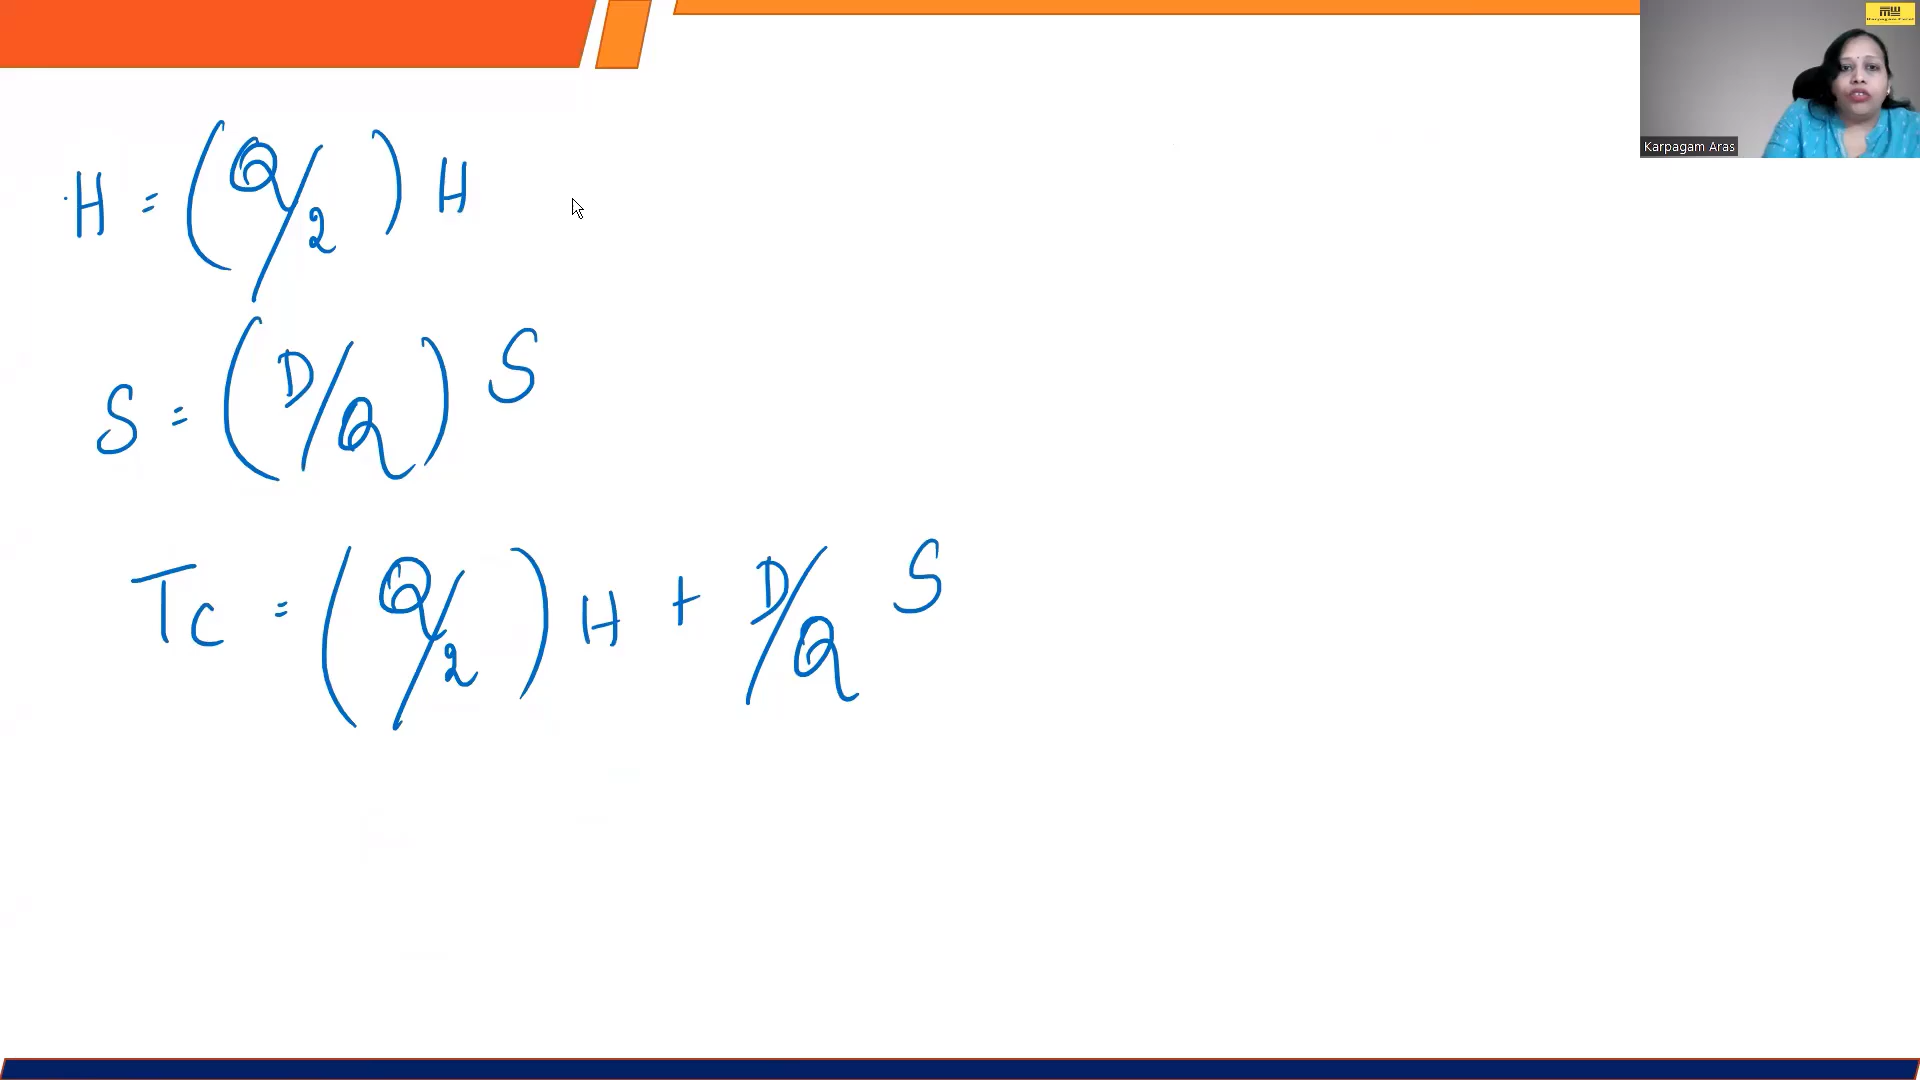 H = (Q/2) H
S = (D/Q) S
Tc = (Q/2) H + D/Q S
Karpagam Aras